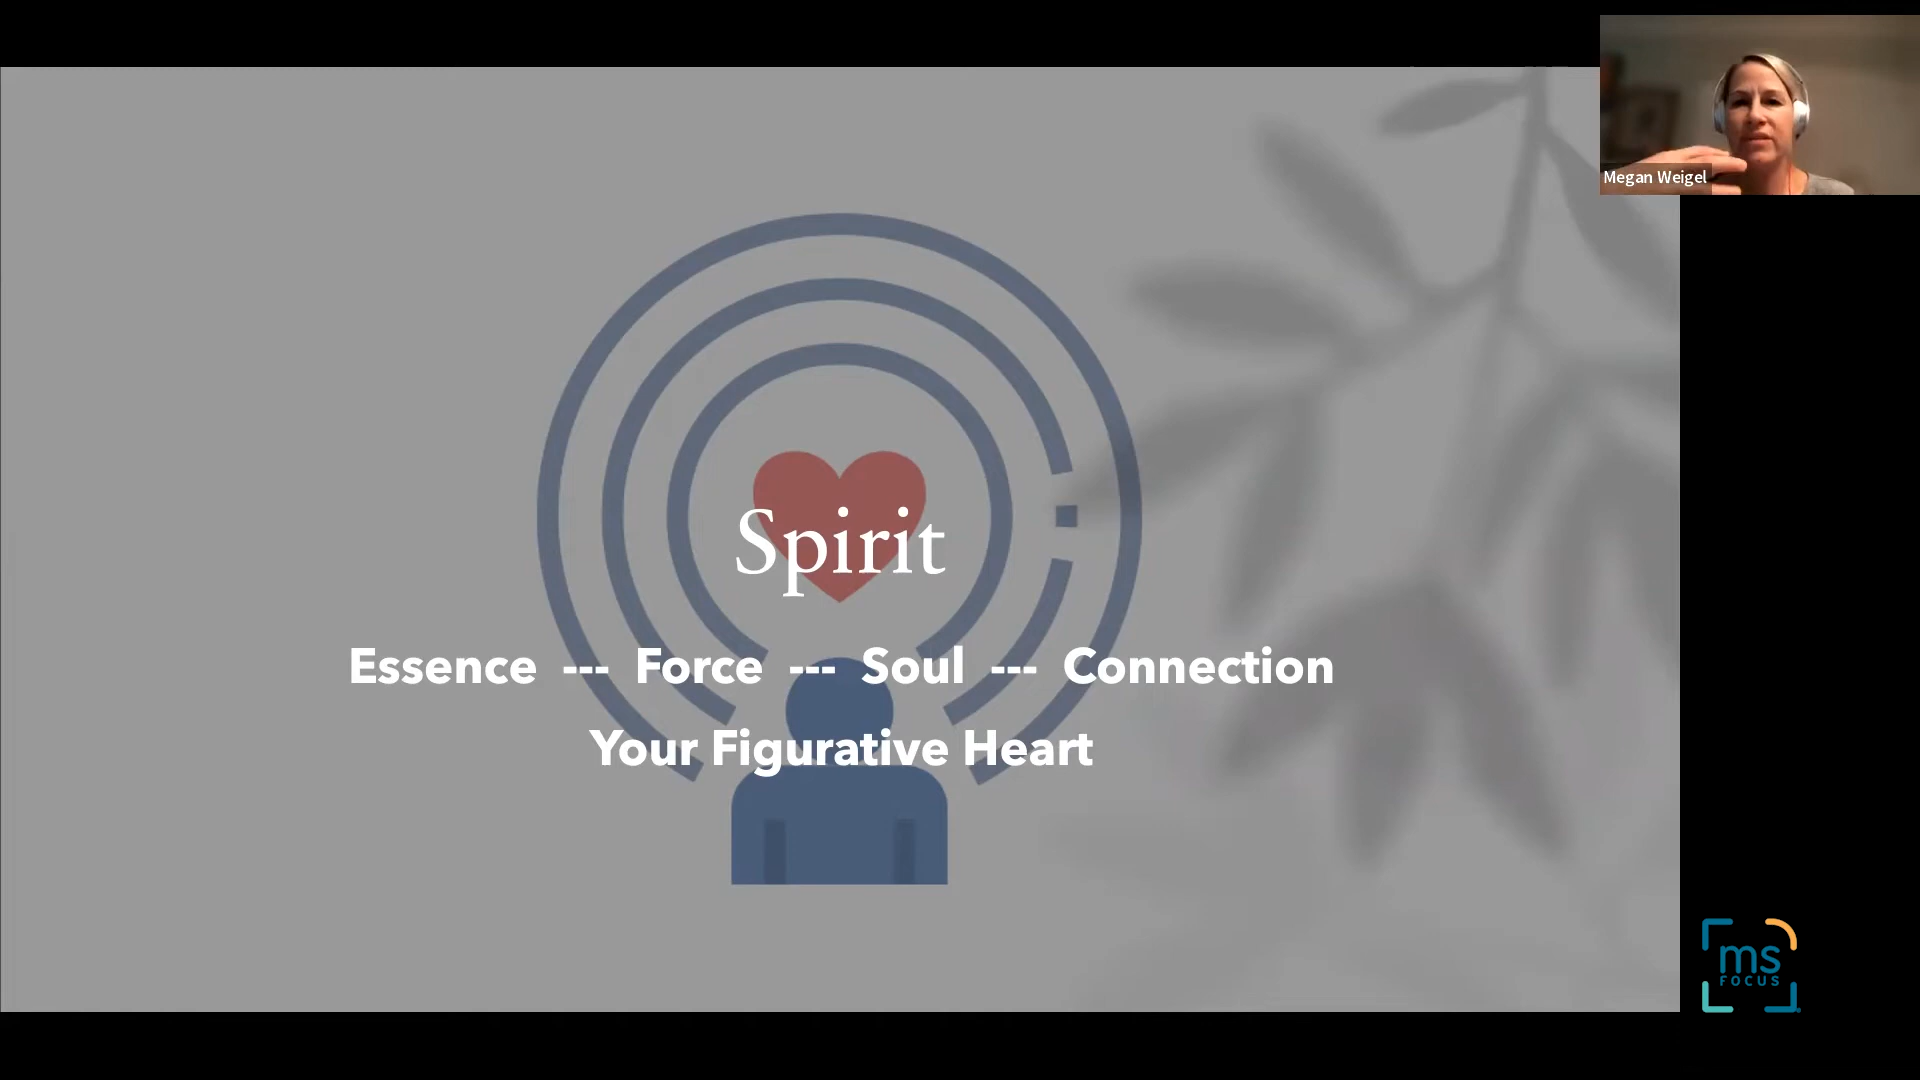 Megan Weigel
Spirit
Essence --- Force --- Soul --- Connection
Your Figurative Heart
ms
FOCUS